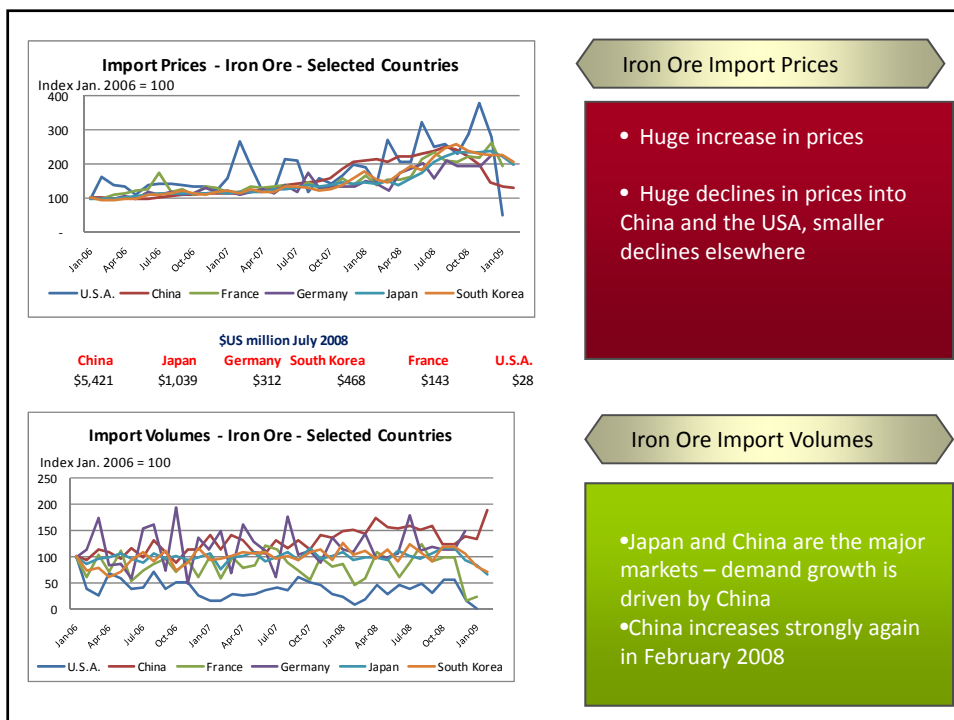 Import Prices - Iron Ore - Selected Countries
Index Jan. 2006 = 100
400
300
200
100
-
Jan-06
Apr-06
Jul-06
Oct-06
Jan-07
Apr-07
Jul-07
Oct-07
Jan-08
Apr-08
Jul-08
Oct-08
Jan-09
U.S.A. China France Germany Japan South Korea
$US million July 2008
China Japan Germany South Korea France U.S.A.
$5,421 $1,039 $312 $468 $143 $28
Import Volumes - Iron Ore - Selected Countries
Index Jan. 2006 = 100
250
200
150
100
50
0
Jan-06
Apr-06
Jul-06
Oct-06
Jan-07
Apr-07
Jul-07
Oct-07
Jan-08
Apr-08
Jul-08
Oct-08
Jan-09
U.S.A. China France Germany Japan South Korea
Iron Ore Import Prices
• Huge increase in prices
• Huge declines in prices into
China and the USA, smaller
declines elsewhere
Iron Ore Import Volumes
•Japan and China are the major
markets – demand growth is
driven by China
•China increases strongly again
in February 2008